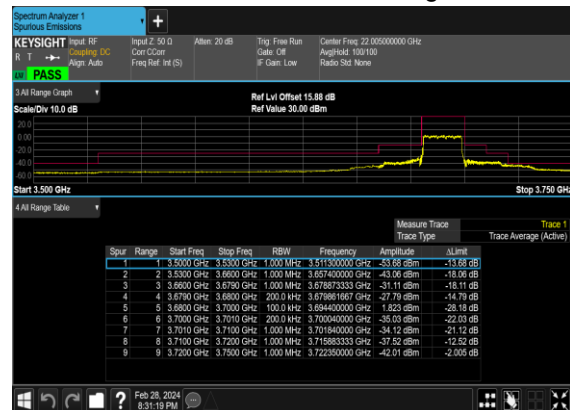 Spectrum Analyzer 1
Spurious Emissions
KEYSIGHT Input: RF Input Z: 50 Ω Atten: 20 dB Trig: Free Run Center Freq: 22.005000000 GHz
R T Coupling: DC Corr CCorr Gate: Off Avg|Hold: 100/100
Align: Auto Freq Ref: Int (S) IF Gain: Low Radio Std: None
PASS
3 All Range Graph
Ref Lvl Offset 15.88 dB
Scale/Div 10.0 dB Ref Value 30.00 dBm
20.0
0.00
-20.0
-40.0
-60.0
Start 3.500 GHz Stop 3.750 GHz
4 All Range Table
Measure Trace Trace 1
Trace Type Trace Average (Active)
Spur Range Start Freq Stop Freq RBW Frequency Amplitude ΔLimit
1 1 3.5000 GHz 3.5300 GHz 1.000 MHz 3.511300000 GHz -53.68 dBm -13.68 dB
2 2 3.5300 GHz 3.6600 GHz 1.000 MHz 3.657400000 GHz -43.06 dBm -18.06 dB
3 3 3.6600 GHz 3.6790 GHz 1.000 MHz 3.678873333 GHz -31.11 dBm -18.11 dB
4 4 3.6790 GHz 3.6800 GHz 200.0 kHz 3.679861667 GHz -27.79 dBm -14.79 dB
5 5 3.6800 GHz 3.7000 GHz 100.0 kHz 3.694400000 GHz 1.823 dBm -28.18 dB
6 6 3.7000 GHz 3.7010 GHz 200.0 kHz 3.700040000 GHz -35.03 dBm -22.03 dB
7 7 3.7010 GHz 3.7100 GHz 1.000 MHz 3.701840000 GHz -34.12 dBm -21.12 dB
8 8 3.7100 GHz 3.7200 GHz 1.000 MHz 3.715883333 GHz -37.52 dBm -12.52 dB
9 9 3.7200 GHz 3.7500 GHz 1.000 MHz 3.722350000 GHz -42.01 dBm -2.005 dB
Feb 28, 2024
8:31:19 PM